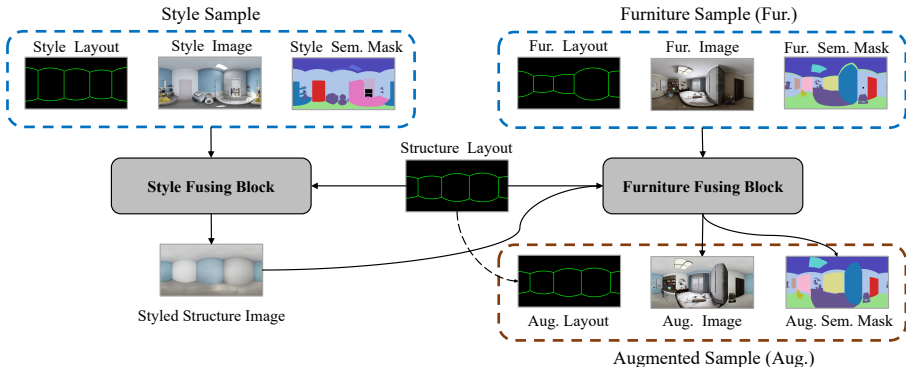 Style Sample
Furniture Sample (Fur.)
Style Layout
Style Image
Style Sem. Mask
Fur. Layout
Fur. Image
Fur. Sem. Mask
Structure Layout
Style Fusing Block
Furniture Fusing Block
Styled Structure Image
Aug. Layout
Aug. Image
Aug. Sem. Mask
Augmented Sample (Aug.)